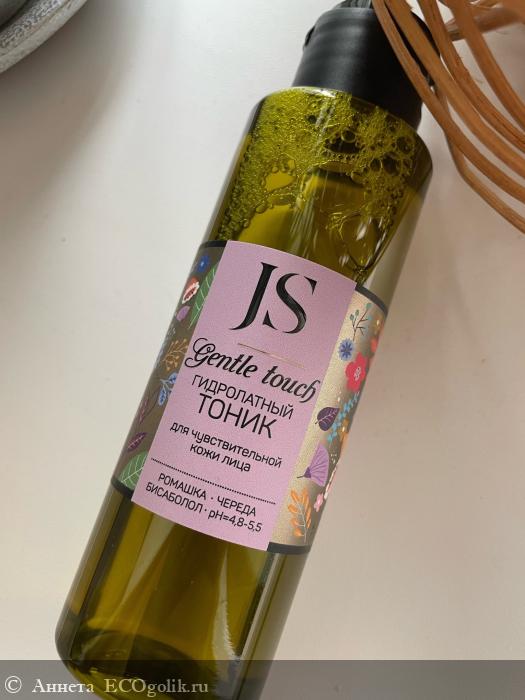 JS
Gentle touch
ГИДРОЛАТНЫЙ
ТОНИК
для чувствительной
кожи лица
РОМАШКА · ЧЕРЕДА
БИСАБОЛОЛ · pH=4,8-5,5
© Аннета ECOgolik.ru